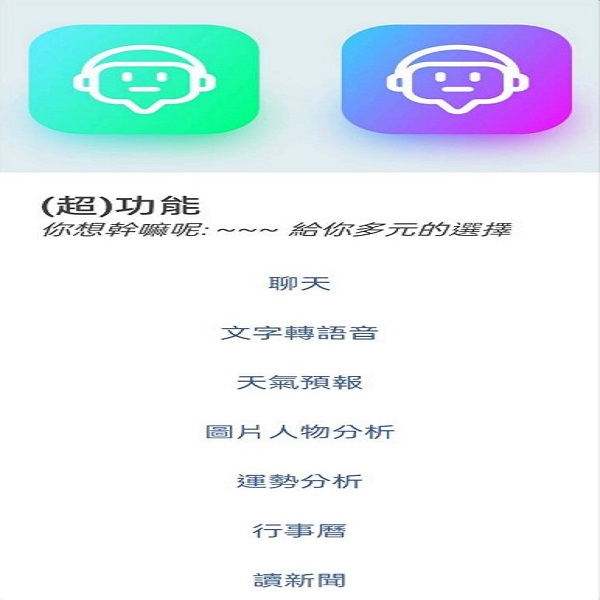 (超)功能
你想幹嘛呢: ~~~ 給你多元的選擇
聊天
文字轉語音
天氣預報
圖片人物分析
運勢分析
行事曆
讀新聞